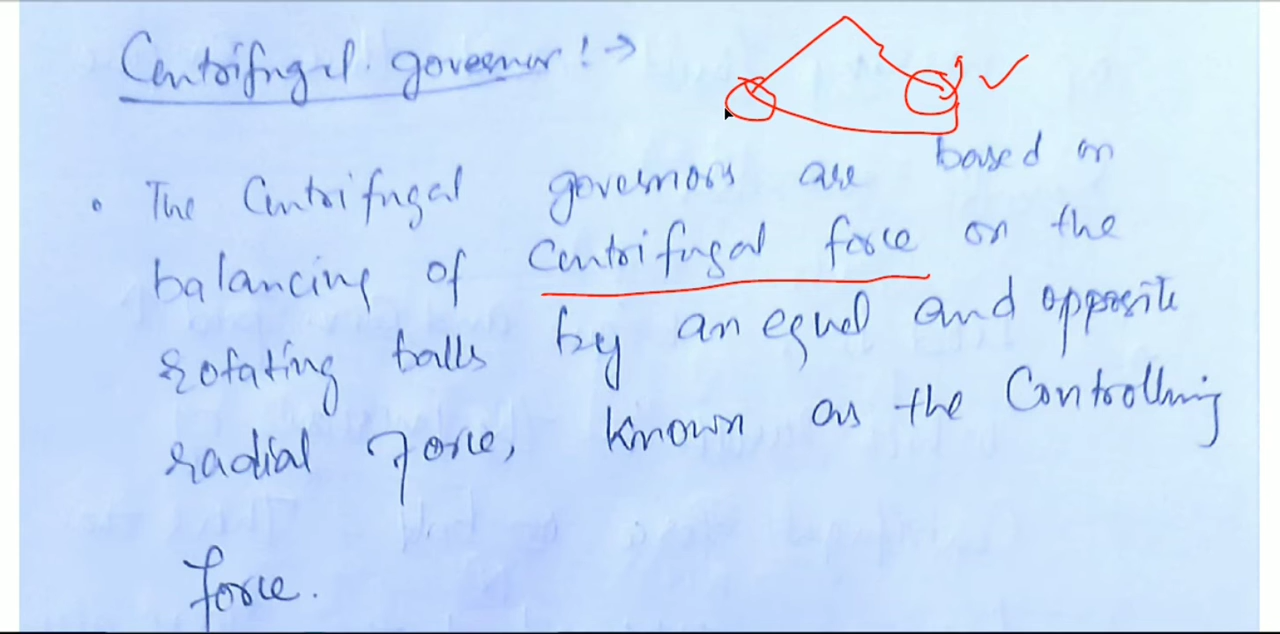 Centrifugal governor :→
• The Centrifugal governors are based on
balancing of Centrifugal force on the
rotating balls by an equal and opposite
radial force, known as the Controlling
force.